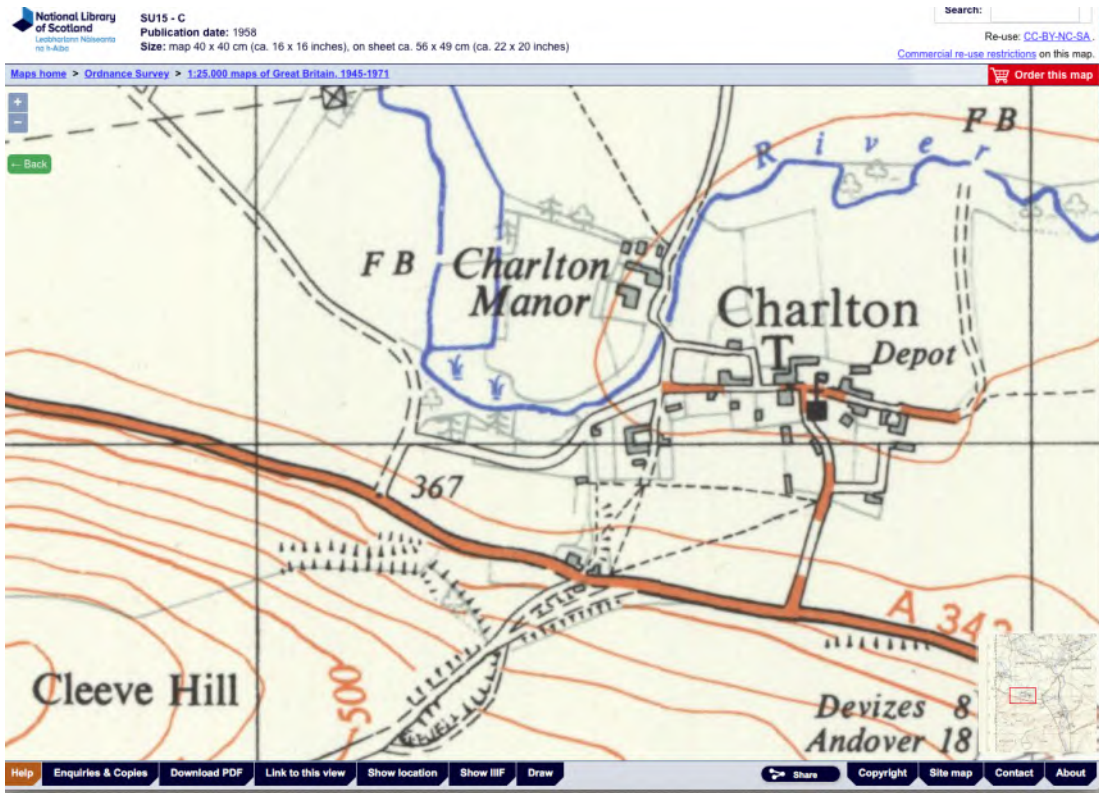 National Library
of Scotland
Leabharlann Nàiseanta
na h-Alba
SU15 - C
Publication date: 1958
Size: map 40 x 40 cm (ca. 16 x 16 inches), on sheet ca. 56 x 49 cm (ca. 22 x 20 inches)
Search:
Re-use: CC-BY-NC-SA.
Commercial re-use restrictions on this map.
Maps home > Ordnance Survey > 1:25,000 maps of Great Britain, 1945-1971
Order this map
+
−
← Back
F B
River
F B
Charlton
Manor
Charlton
T
Depot
367
A 342
500
Cleeve Hill
Devizes 8
Andover 18
Help
Enquiries & Copies
Download PDF
Link to this view
Show location
Show IIIF
Draw
Share
Copyright
Site map
Contact
About